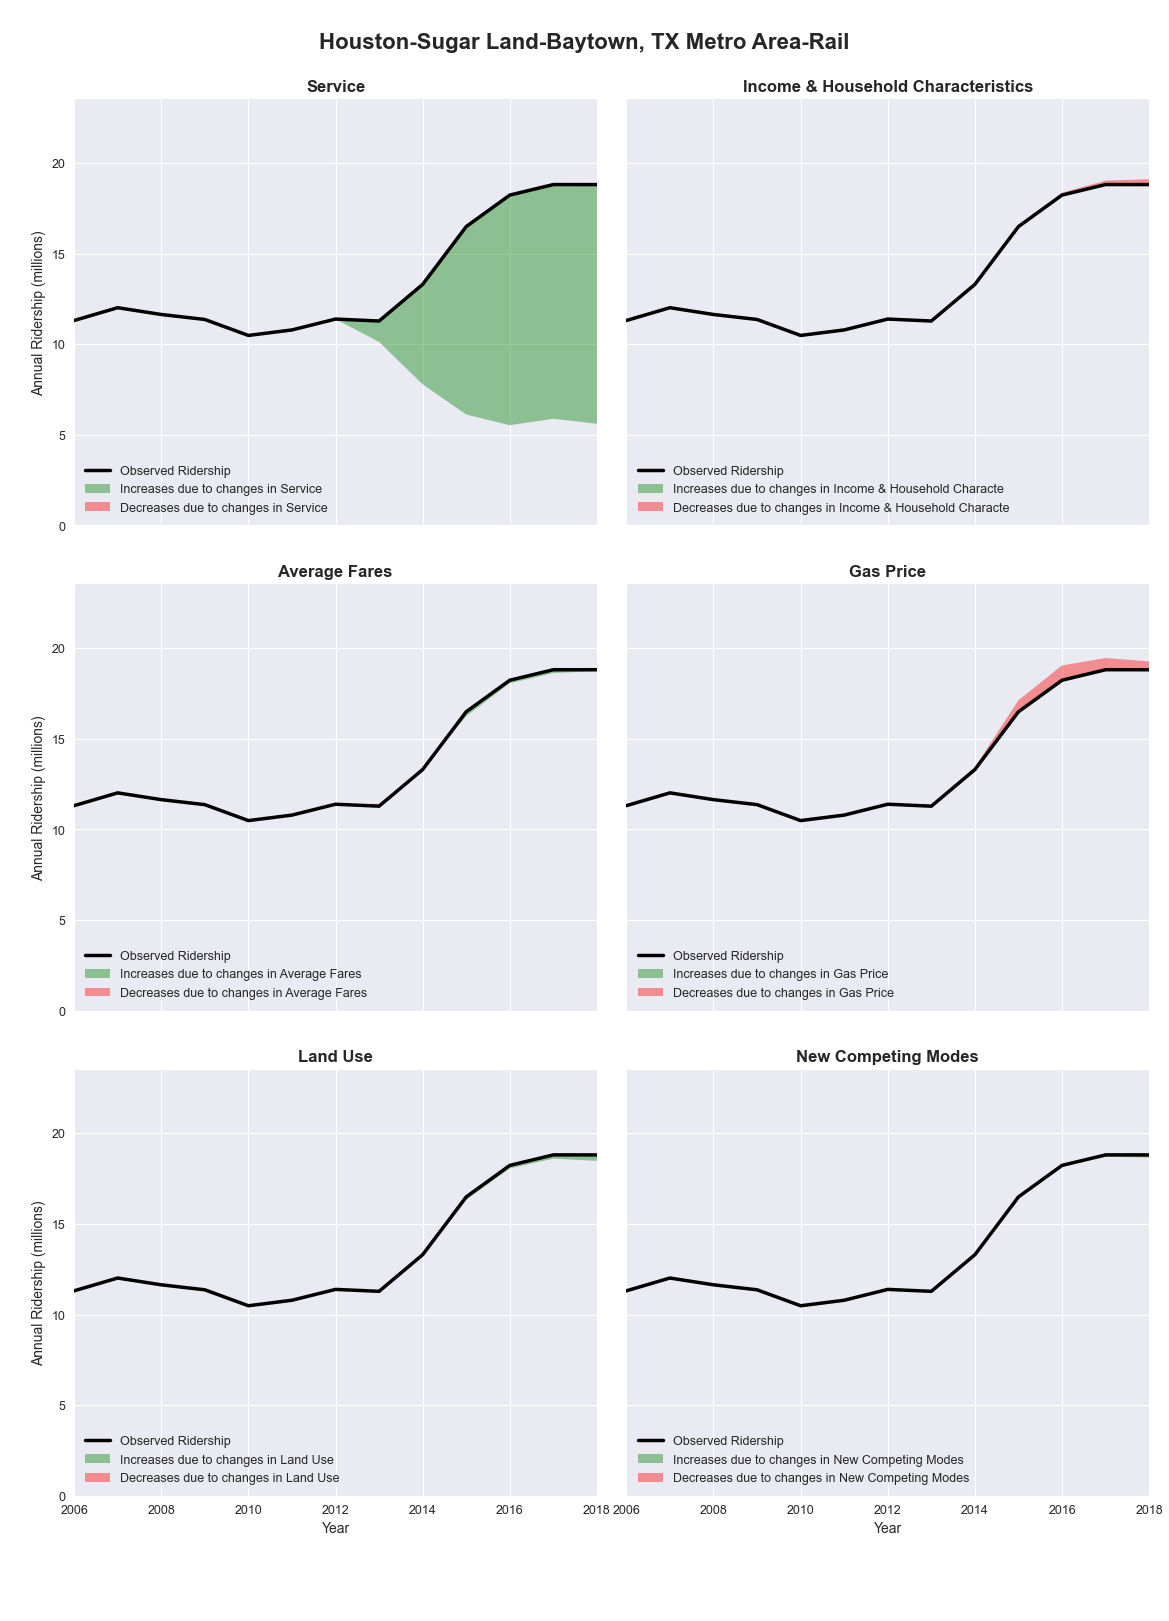 Houston-Sugar Land-Baytown, TX Metro Area-Rail
Service
Annual Ridership (millions)
20
15
10
5
0
Observed Ridership
Increases due to changes in Service
Decreases due to changes in Service
Income & Household Characteristics
Observed Ridership
Increases due to changes in Income & Household Characte
Decreases due to changes in Income & Household Characte
Average Fares
Annual Ridership (millions)
20
15
10
5
0
Observed Ridership
Increases due to changes in Average Fares
Decreases due to changes in Average Fares
Gas Price
Observed Ridership
Increases due to changes in Gas Price
Decreases due to changes in Gas Price
Land Use
Annual Ridership (millions)
20
15
10
5
0
Observed Ridership
Increases due to changes in Land Use
Decreases due to changes in Land Use
2006 2008 2010 2012 2014 2016 2018
Year
New Competing Modes
Observed Ridership
Increases due to changes in New Competing Modes
Decreases due to changes in New Competing Modes
2006 2008 2010 2012 2014 2016 2018
Year